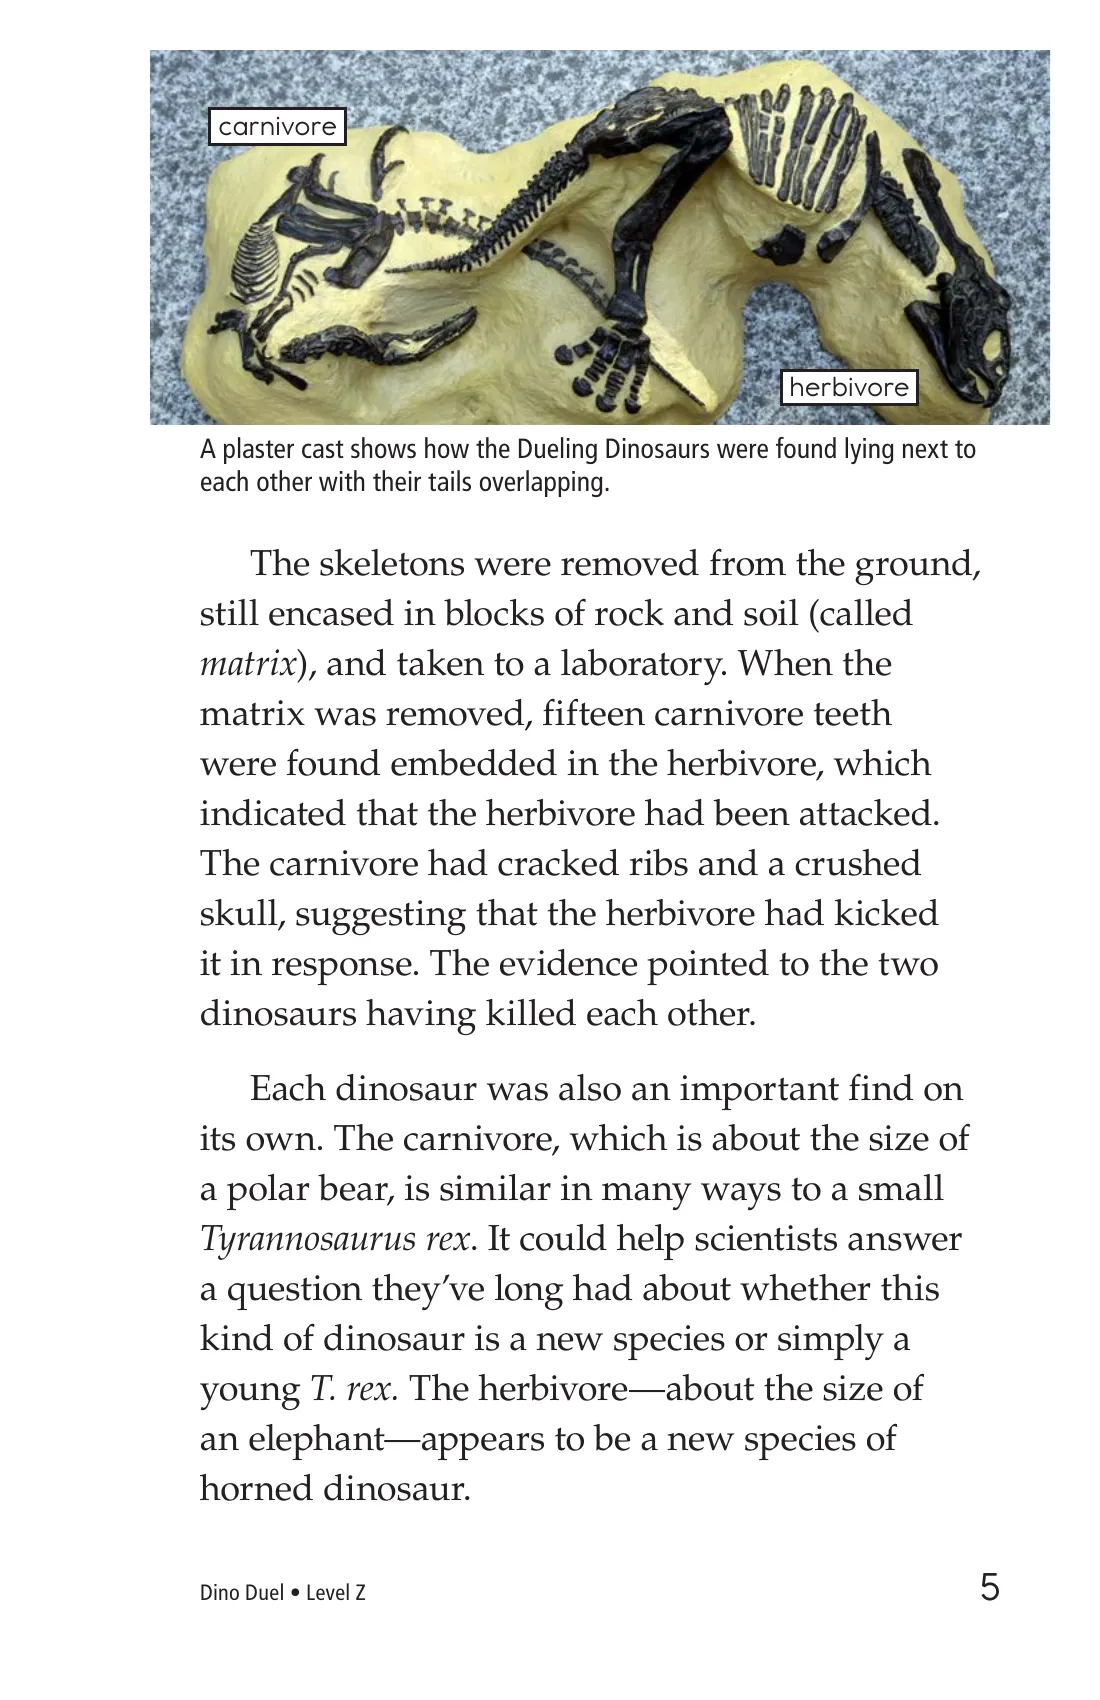 carnivore
herbivore
A plaster cast shows how the Dueling Dinosaurs were found lying next to
each other with their tails overlapping.
The skeletons were removed from the ground,
still encased in blocks of rock and soil (called
matrix), and taken to a laboratory. When the
matrix was removed, fifteen carnivore teeth
were found embedded in the herbivore, which
indicated that the herbivore had been attacked.
The carnivore had cracked ribs and a crushed
skull, suggesting that the herbivore had kicked
it in response. The evidence pointed to the two
dinosaurs having killed each other.
Each dinosaur was also an important find on
its own. The carnivore, which is about the size of
a polar bear, is similar in many ways to a small
Tyrannosaurus rex. It could help scientists answer
a question they’ve long had about whether this
kind of dinosaur is a new species or simply a
young T. rex. The herbivore—about the size of
an elephant—appears to be a new species of
horned dinosaur.
Dino Duel • Level Z
5